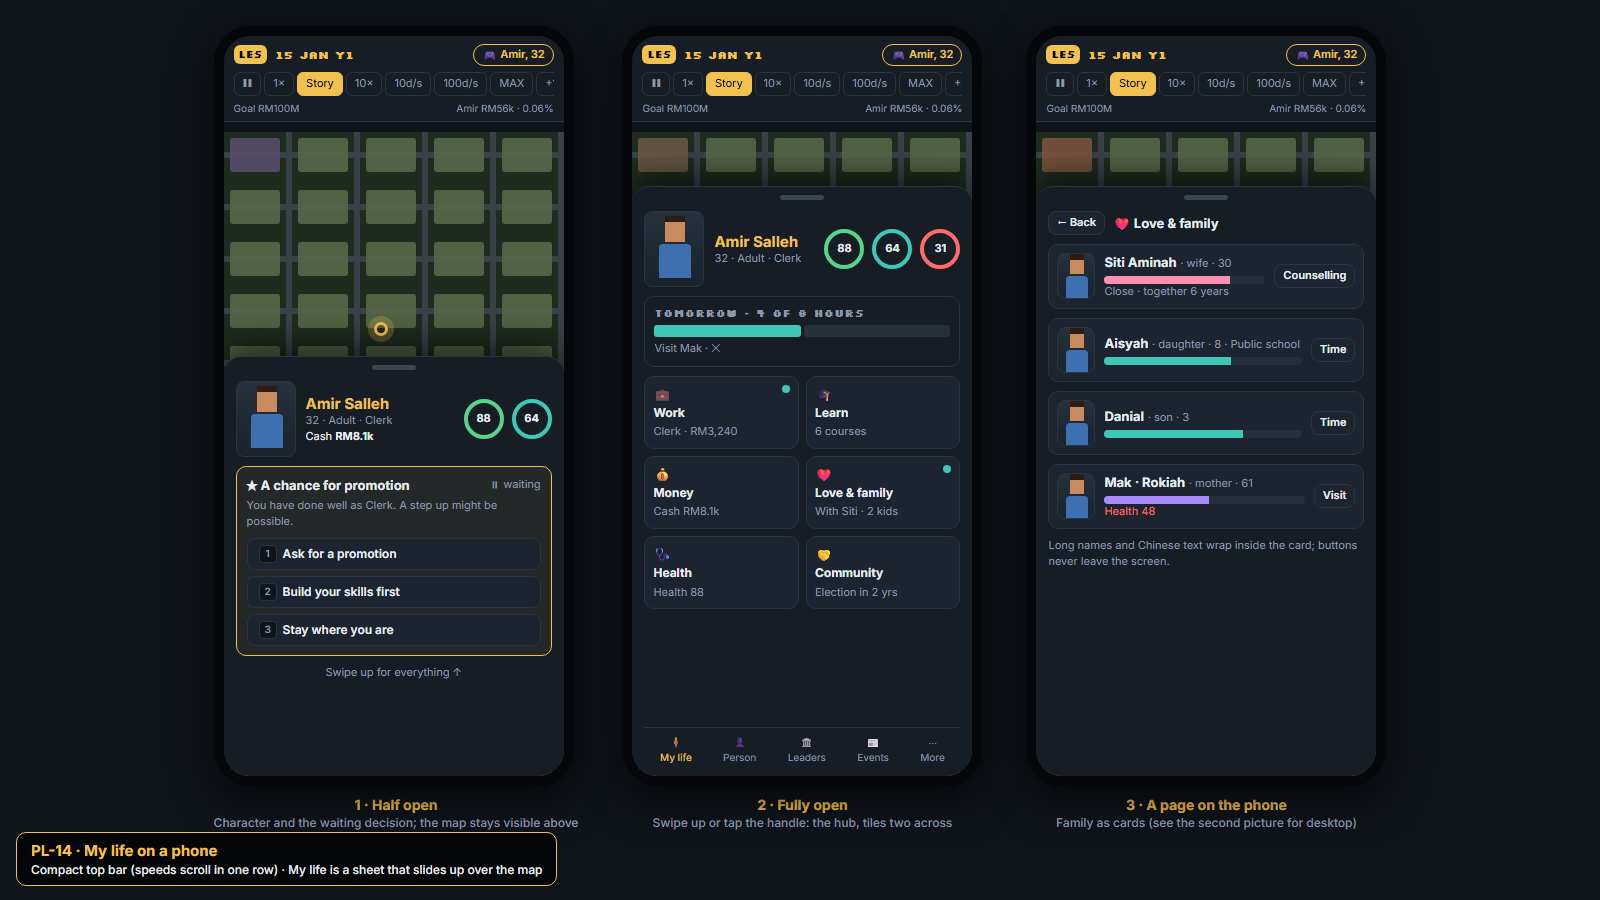 LES 15 JAN Y1 Amir, 32
1× Story 10× 10d/s 100d/s MAX +
Goal RM100M Amir RM56k · 0.06%
Amir Salleh
32 · Adult · Clerk
Cash RM8.1k
88 64
★ A chance for promotion waiting
You have done well as Clerk. A step up might be
possible.
1 Ask for a promotion
2 Build your skills first
3 Stay where you are
Swipe up for everything ↑
1 · Half open
Character and the waiting decision; the map stays visible above
LES 15 JAN Y1 Amir, 32
1× Story 10× 10d/s 100d/s MAX +
Goal RM100M Amir RM56k · 0.06%
Amir Salleh
32 · Adult · Clerk
88 64 31
TOMORROW · 4 OF 8 HOURS
Visit Mak · ✕
Work
Clerk · RM3,240
Learn
6 courses
Money
Cash RM8.1k
Love & family
With Siti · 2 kids
Health
Health 88
Community
Election in 2 yrs
My life Person Leaders Events More
2 · Fully open
Swipe up or tap the handle: the hub, tiles two across
LES 15 JAN Y1 Amir, 32
1× Story 10× 10d/s 100d/s MAX +
Goal RM100M Amir RM56k · 0.06%
← Back Love & family
Siti Aminah · wife · 30
Close · together 6 years
Counselling
Aisyah · daughter · 8 · Public school
Time
Danial · son · 3
Time
Mak · Rokiah · mother · 61
Health 48
Visit
Long names and Chinese text wrap inside the card; buttons
never leave the screen.
3 · A page on the phone
Family as cards (see the second picture for desktop)
PL-14 · My life on a phone
Compact top bar (speeds scroll in one row) · My life is a sheet that slides up over the map